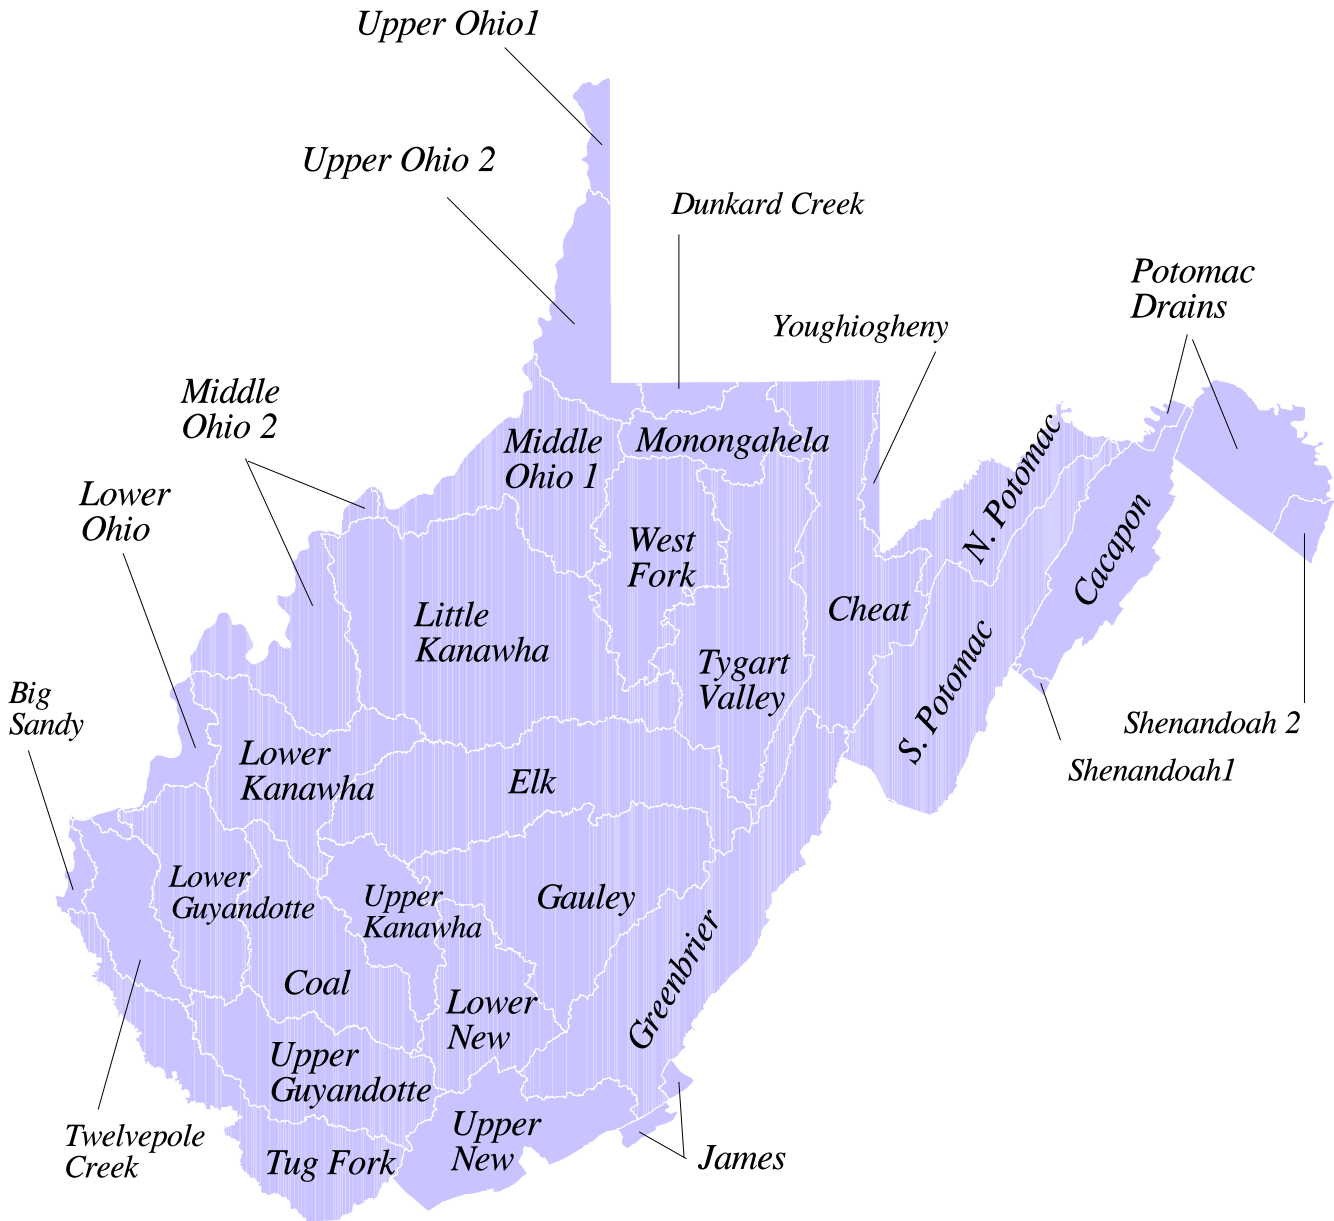 Upper Ohio1
Upper Ohio 2
Dunkard Creek
Potomac
Drains
Youghiogheny
Middle
Ohio 2
Middle
Ohio 1
Monongahela
N. Potomac
Lower
Ohio
Cacapon
West
Fork
Little
Kanawha
Cheat
Tygart
Valley
S. Potomac
Big
Sandy
Shenandoah 2
Shenandoah1
Lower
Kanawha
Elk
Lower
Guyandotte
Upper
Kanawha
Gauley
Greenbrier
Coal
Lower
New
Upper
Guyandotte
Twelvepole
Creek
Upper
New
Tug Fork
James